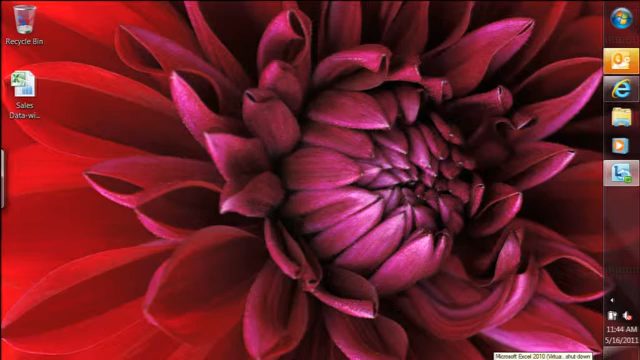 Recycle Bin
Sales
Data-wi...
11:44 AM
5/16/2011
Microsoft Excel 2010 (Virtua...shut down